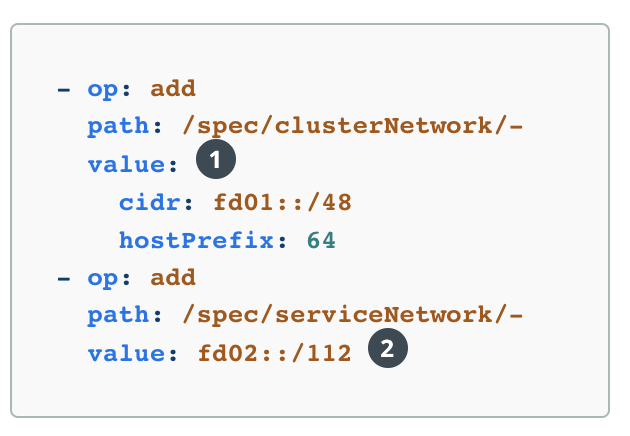 - op: add
  path: /spec/clusterNetwork/-
  value: 1
    cidr: fd01::/48
    hostPrefix: 64
- op: add
  path: /spec/serviceNetwork/-
  value: fd02::/112 2